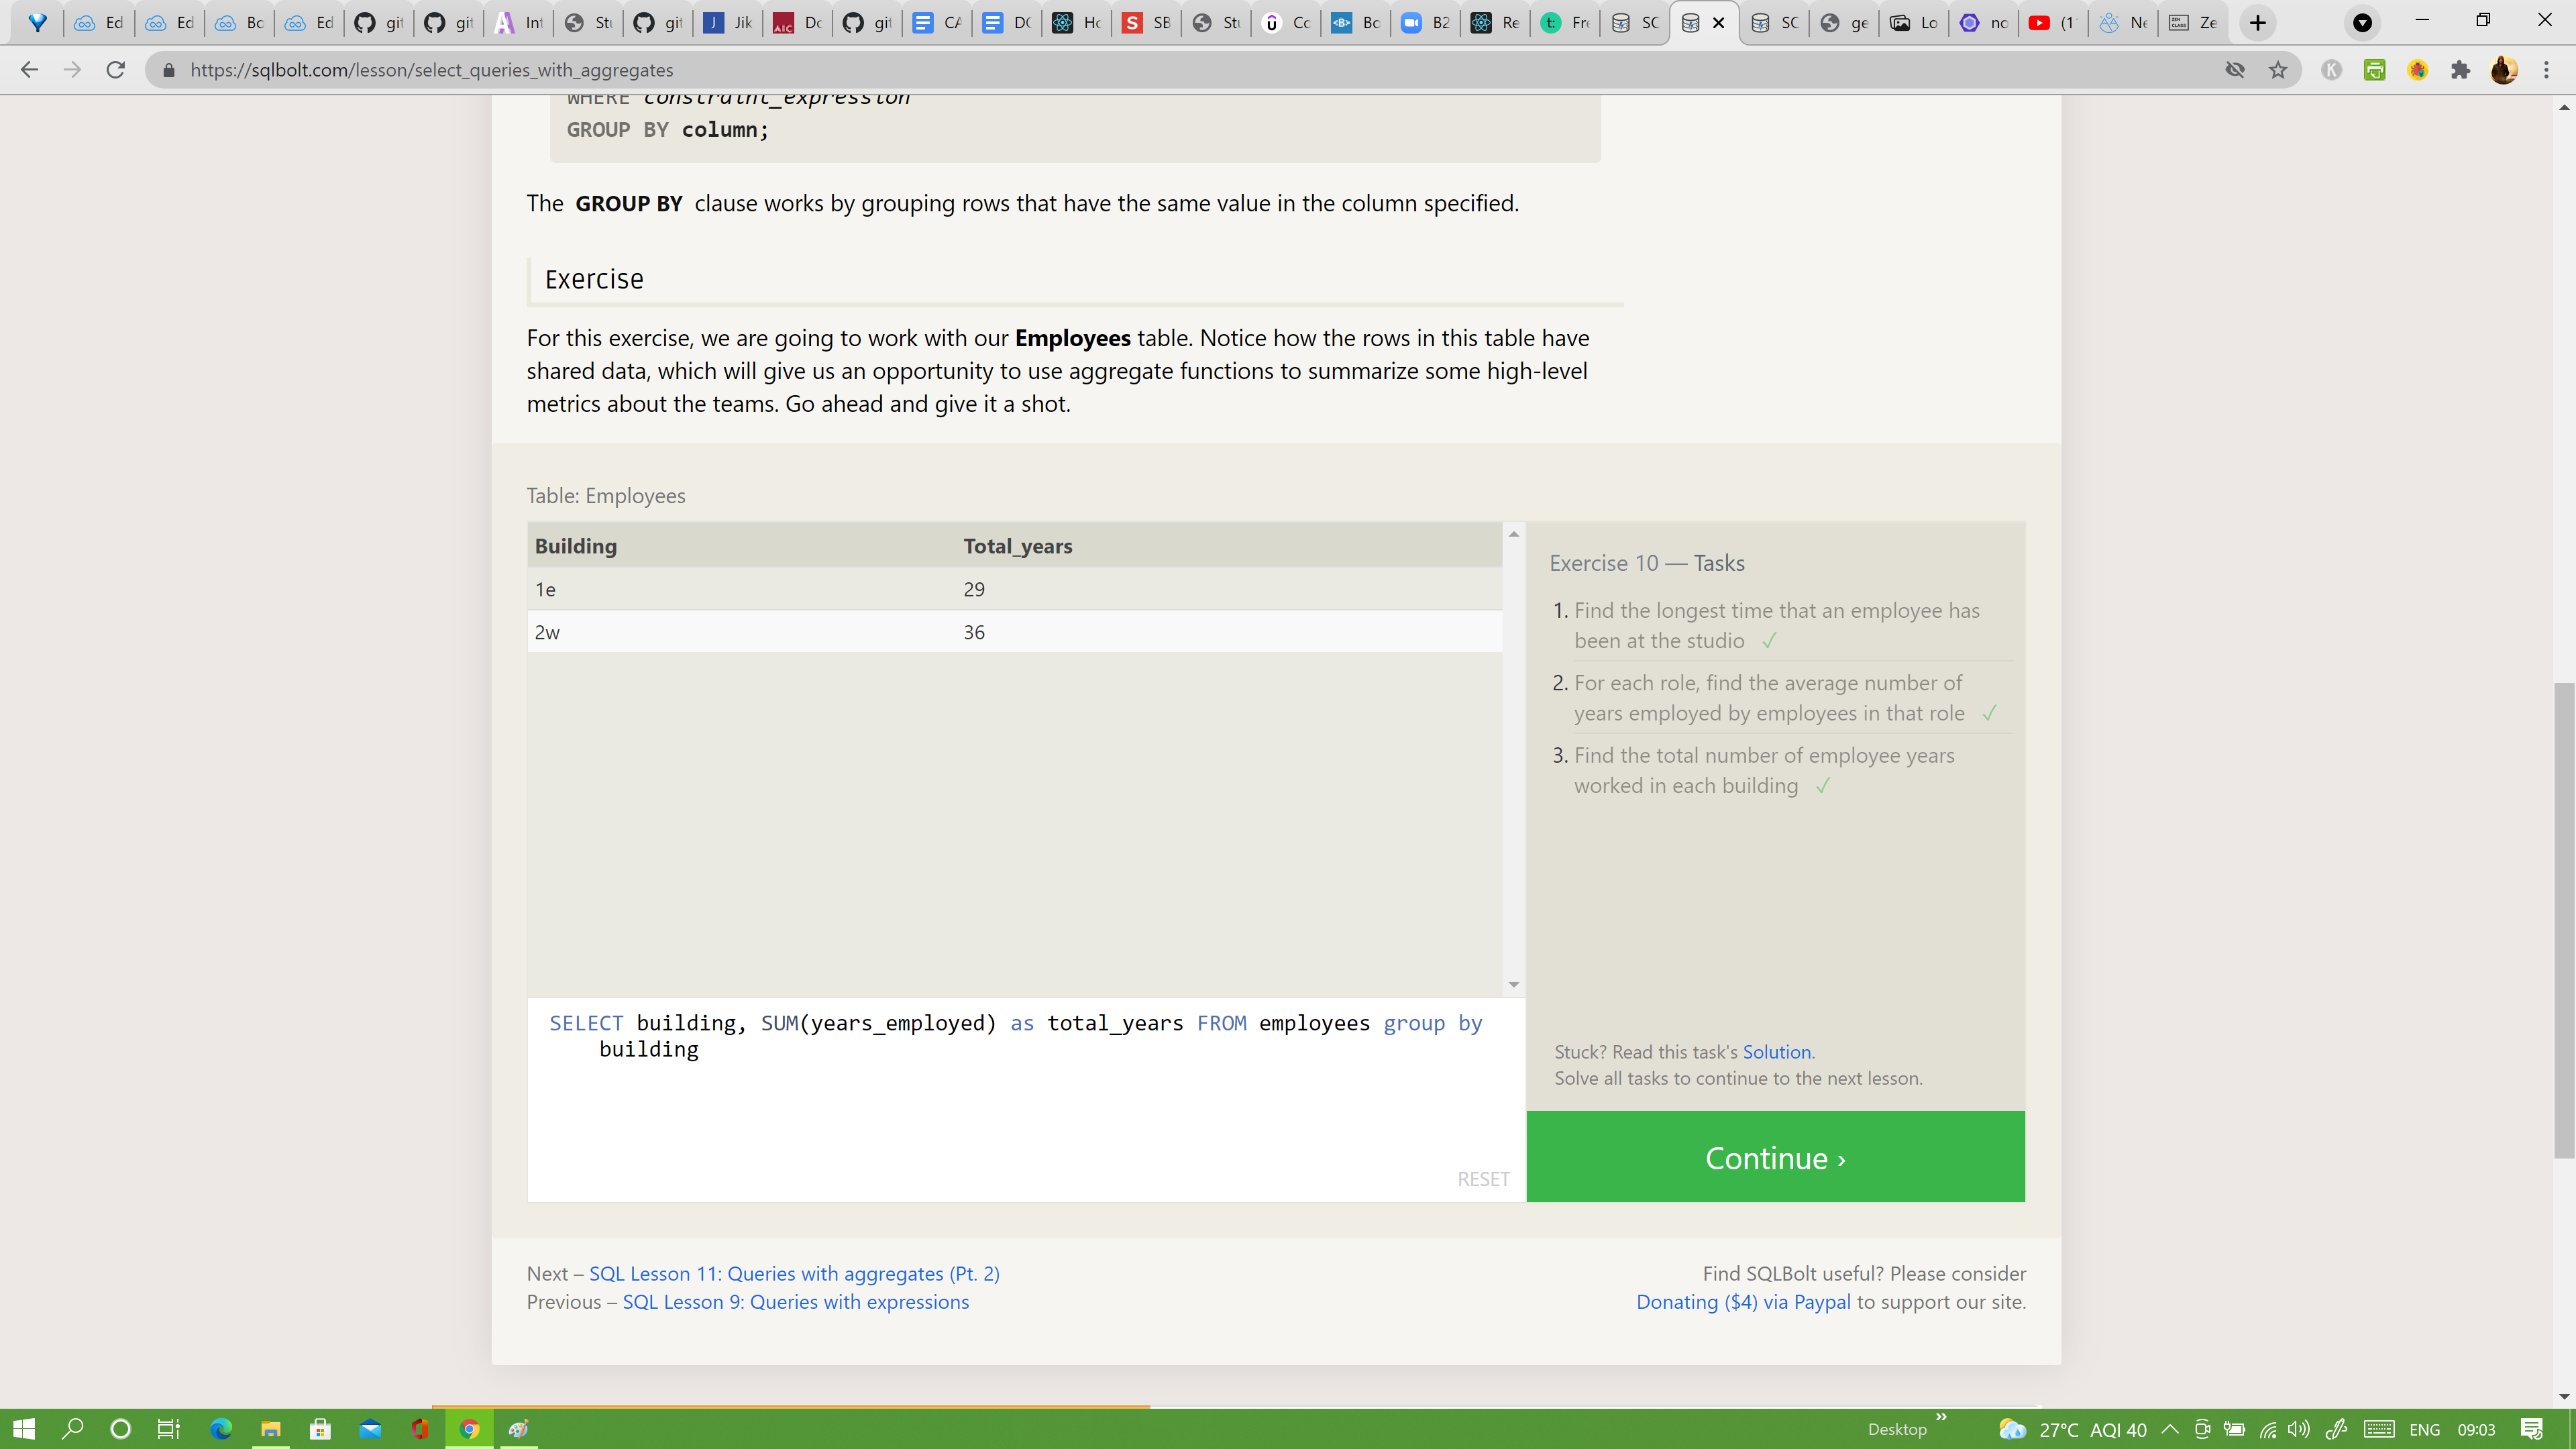 Ed
Ed
Bo
Ed
git
git
Int
Stu
git
Jik
Do
git
CA
DO
Ho
SB
Stu
Co
Bo
B2
Re
Fre
SQ
SQ
ge
Lo
no
(1
Ne
Ze
https://sqlbolt.com/lesson/select_queries_with_aggregates
WHERE constraint_expression
GROUP BY column;
The GROUP BY clause works by grouping rows that have the same value in the column specified.
Exercise
For this exercise, we are going to work with our Employees table. Notice how the rows in this table have
shared data, which will give us an opportunity to use aggregate functions to summarize some high-level
metrics about the teams. Go ahead and give it a shot.
Table: Employees
Building Total_years
1e 29
2w 36
SELECT building, SUM(years_employed) as total_years FROM employees group by
building
RESET
Exercise 10 — Tasks
1. Find the longest time that an employee has
been at the studio ✓
2. For each role, find the average number of
years employed by employees in that role ✓
3. Find the total number of employee years
worked in each building ✓
Stuck? Read this task's Solution.
Solve all tasks to continue to the next lesson.
Continue ›
Next – SQL Lesson 11: Queries with aggregates (Pt. 2)
Previous – SQL Lesson 9: Queries with expressions
Find SQLBolt useful? Please consider
Donating ($4) via Paypal to support our site.
Desktop » 27°C AQI 40 ENG 09:03